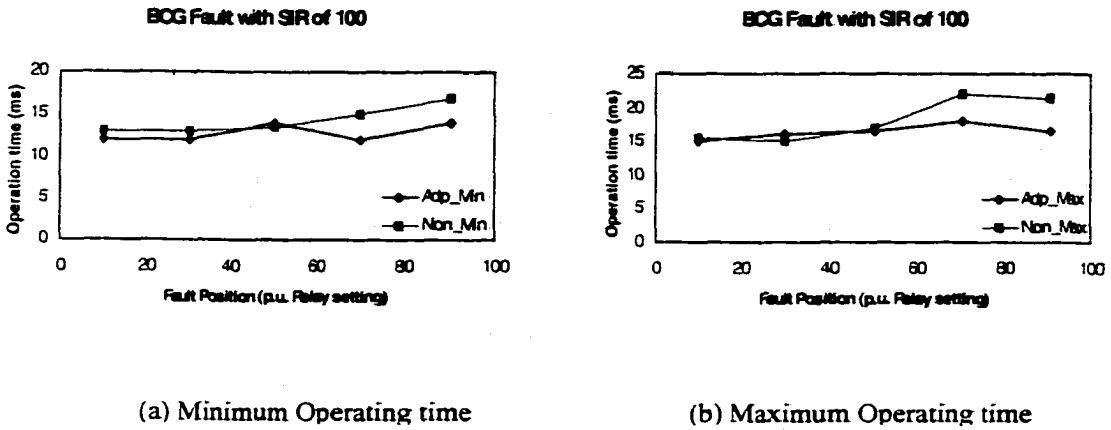 BCG Fault with SIR of 100
20
15
10
5
0
Operation time (ms)
Adp_Min
Non_Min
0 20 40 60 80 100
Fault Position (p.u. Relay setting)
(a) Minimum Operating time
BCG Fault with SIR of 100
25
20
15
10
5
0
Operation time (ms)
Adp_Max
Non_Max
0 20 40 60 80 100
Fault Position (p.u. Relay setting)
(b) Maximum Operating time